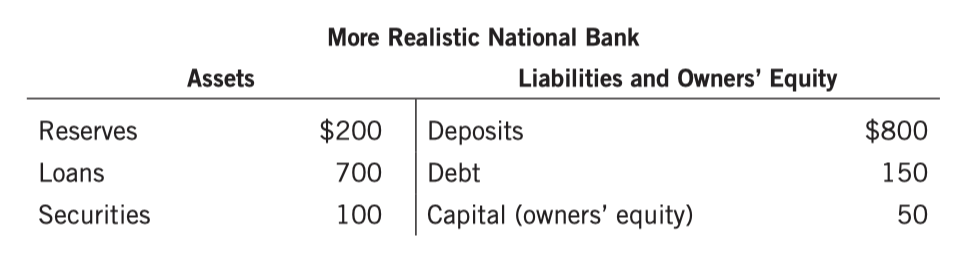 More Realistic National Bank
Assets Liabilities and Owners’ Equity
Reserves $200 Deposits $800
Loans 700 Debt 150
Securities 100 Capital (owners’ equity) 50